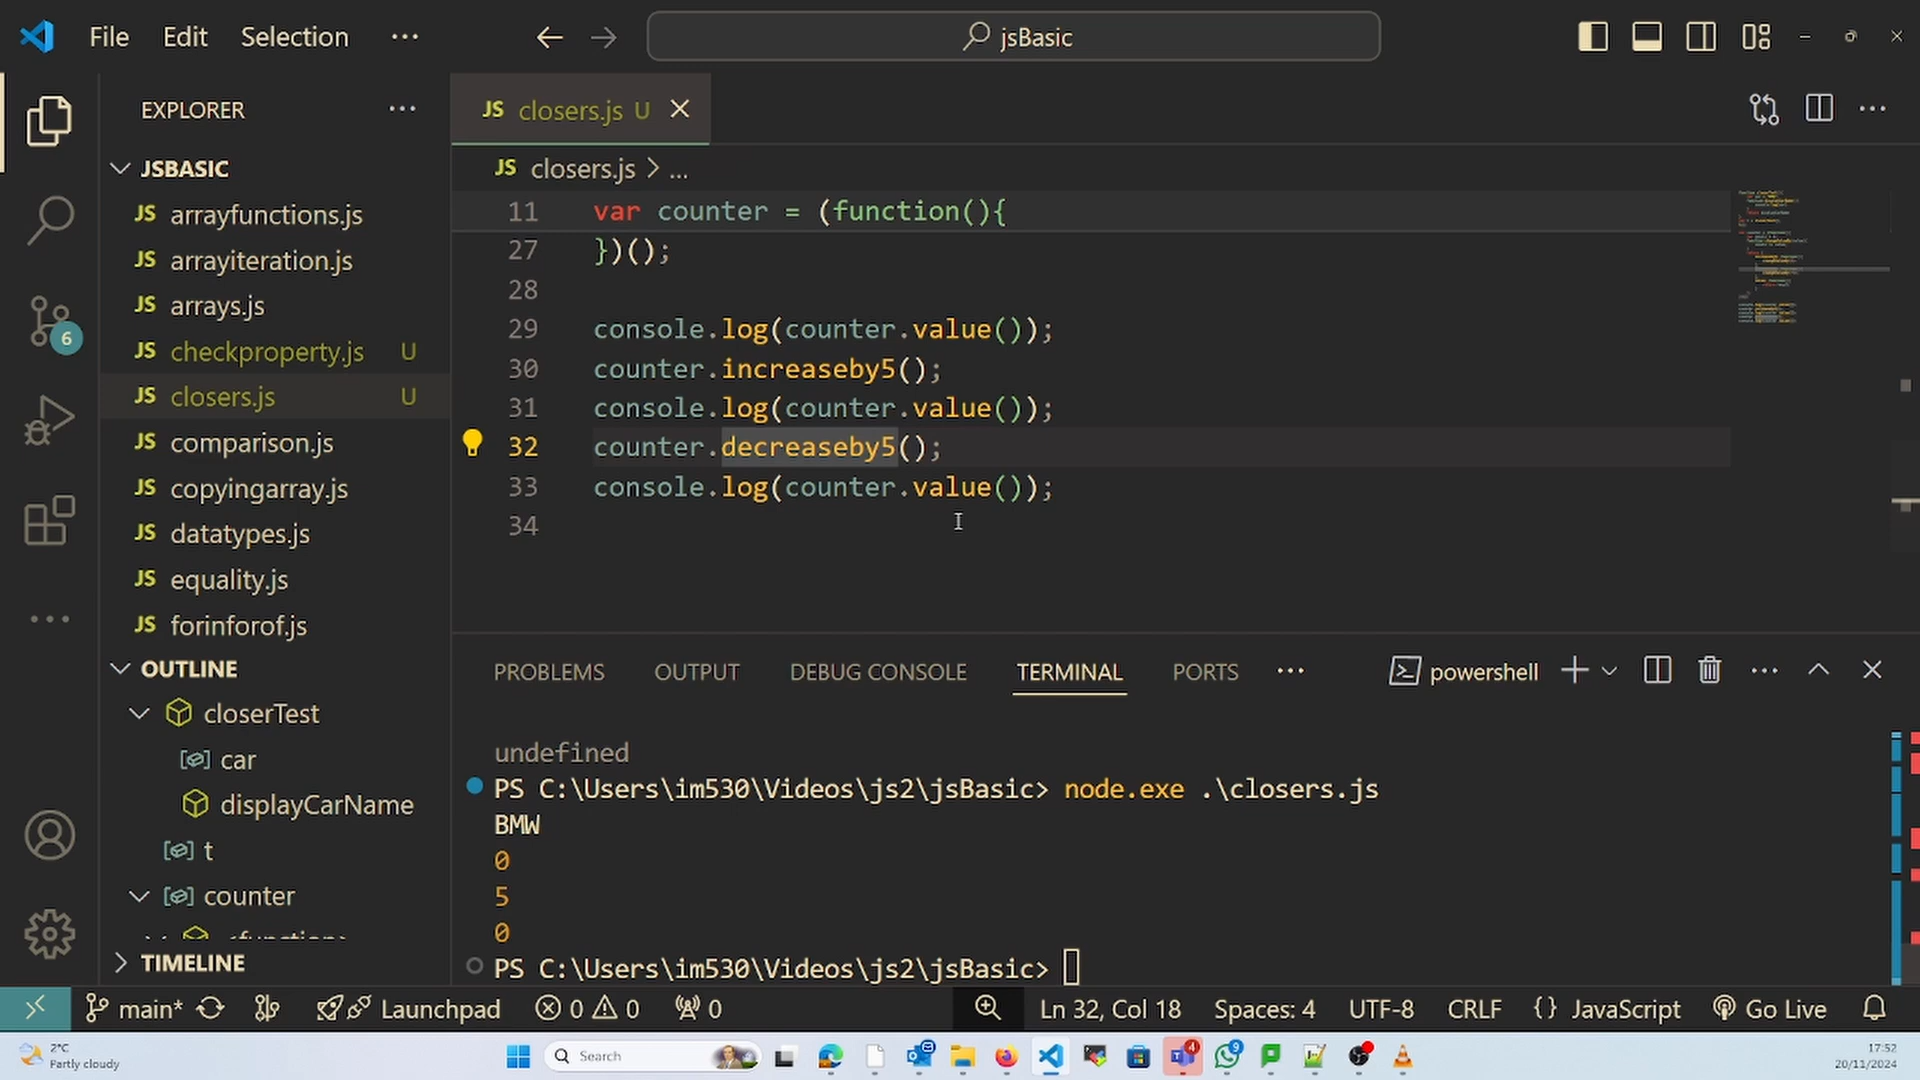 File Edit Selection ...
jsBasic
EXPLORER ...
JSBASIC
JS arrayfunctions.js
JS arrayiteration.js
JS arrays.js
JS checkproperty.js U
JS closers.js U
JS comparison.js
JS copyingarray.js
JS datatypes.js
JS equality.js
JS forinforof.js
OUTLINE
closerTest
car
displayCarName
t
counter
TIMELINE
6
JS closers.js U
JS closers.js > ...
11 var counter = (function(){
27 })();
28
29 console.log(counter.value());
30 counter.increaseby5();
31 console.log(counter.value());
32 counter.decreaseby5();
33 console.log(counter.value());
34
PROBLEMS OUTPUT DEBUG CONSOLE TERMINAL PORTS ... powershell
undefined
PS C:\Users\im530\Videos\js2\jsBasic> node.exe .\closers.js
BMW
0
5
0
PS C:\Users\im530\Videos\js2\jsBasic>
main* Launchpad 0 0 0 Ln 32, Col 18 Spaces: 4 UTF-8 CRLF {} JavaScript Go Live
2°C
Partly cloudy
Search
4
9
17:52
20/11/2024